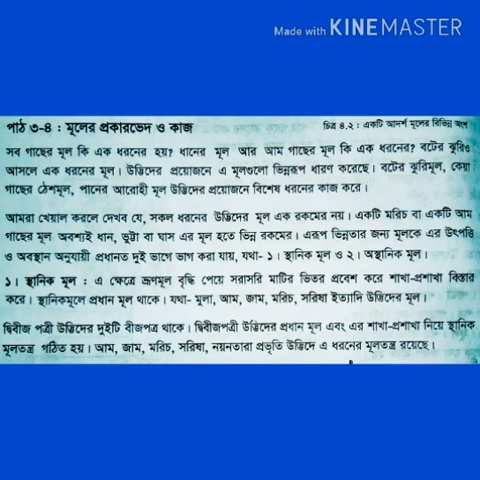 Made with KINEMASTER
পাঠ ৩-৪ : মূলের প্রকারভেদ ও কাজ
চিত্র ৪.২ : একটি আদর্শ মূলের বিভিন্ন অংশ
সব গাছের মূল কি এক ধরনের হয়? ধানের মূল আর আম গাছের মূল কি এক ধরনের? বটের ঝুরিও
আসলে এক ধরনের মূল। উদ্ভিদের প্রয়োজনে এ মূলগুলো ভিন্নরূপ ধারণ করেছে। বটের ঝুরিমূল, কেয়া
গাছের ঠেশমূল, পানের আরোহী মূল উদ্ভিদের প্রয়োজনে বিশেষ ধরনের কাজ করে।
আমরা খেয়াল করলে দেখব যে, সকল ধরনের উদ্ভিদের মূল এক রকমের নয়। একটি মরিচ বা একটি আম
গাছের মূল অবশ্যই ধান, ভুট্টা বা ঘাস এর মূল হতে ভিন্ন রকমের। এরূপ ভিন্নতার জন্য মূলকে এর উৎপত্তি
ও অবস্থান অনুযায়ী প্রধানত দুই ভাগে ভাগ করা যায়, যথা- ১। স্থানিক মূল ও ২। অস্থানিক মূল।
১। স্থানিক মূল : এ ক্ষেত্রে ভ্রূণমূল বৃদ্ধি পেয়ে সরাসরি মাটির ভিতর প্রবেশ করে শাখা-প্রশাখা বিস্তার
করে। স্থানিকমূলে প্রধান মূল থাকে। যথা- মুলা, আম, জাম, মরিচ, সরিষা ইত্যাদি উদ্ভিদের মূল।
দ্বিবীজ পত্রী উদ্ভিদের দুইটি বীজপত্র থাকে। দ্বিবীজপত্রী উদ্ভিদের প্রধান মূল এবং এর শাখা-প্রশাখা নিয়ে স্থানিক
মূলতন্ত্র গঠিত হয়। আম, জাম, মরিচ, সরিষা, নয়নতারা প্রভৃতি উদ্ভিদে এ ধরনের মূলতন্ত্র রয়েছে।